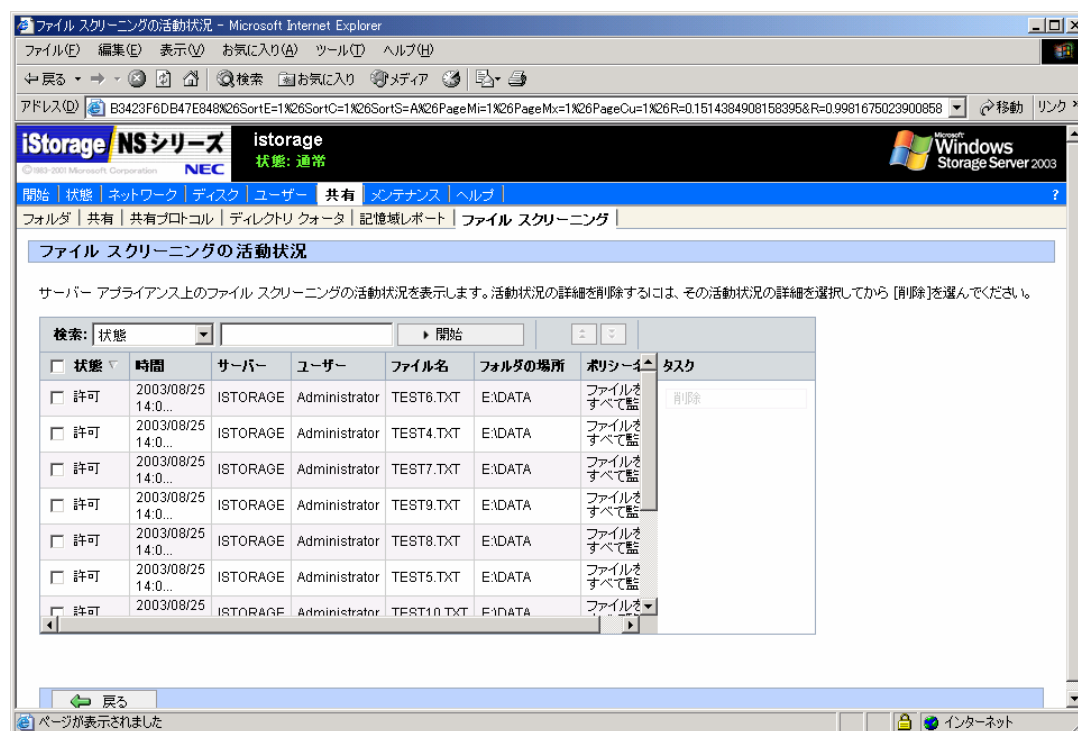 ファイル スクリーニングの活動状況 - Microsoft Internet Explorer
ファイル(F) 編集(E) 表示(V) お気に入り(A) ツール(T) ヘルプ(H)
戻る 検索 お気に入り メディア
アドレス(D) B3423F6DB47E848%26SortE=1%26SortC=1%26SortS=A%26PageMi=1%26PageMx=1%26PageCu=1%26R=0.1514384908158395&R=0.9981675023900858 移動 リンク »
iStorage NSシリーズ
©1983-2001 Microsoft Corporation NEC
istorage
状態: 通常
Microsoft Windows Storage Server 2003
開始 状態 ネットワーク ディスク ユーザー 共有 メンテナンス ヘルプ ?
フォルダ 共有 共有プロトコル ディレクトリ クォータ 記憶域レポート ファイル スクリーニング
ファイル スクリーニングの活動状況
サーバー アプライアンス上のファイル スクリーニングの活動状況を表示します。活動状況の詳細を削除するには、その活動状況の詳細を選択してから [削除]を選んでください。
検索: 状態 開始
状態 時間 サーバー ユーザー ファイル名 フォルダの場所 ポリシー名 タスク
許可 2003/08/25 14:0... ISTORAGE Administrator TEST6.TXT E:\DATA ファイルを すべて監 削除
許可 2003/08/25 14:0... ISTORAGE Administrator TEST4.TXT E:\DATA ファイルを すべて監
許可 2003/08/25 14:0... ISTORAGE Administrator TEST7.TXT E:\DATA ファイルを すべて監
許可 2003/08/25 14:0... ISTORAGE Administrator TEST9.TXT E:\DATA ファイルを すべて監
許可 2003/08/25 14:0... ISTORAGE Administrator TEST8.TXT E:\DATA ファイルを すべて監
許可 2003/08/25 14:0... ISTORAGE Administrator TEST5.TXT E:\DATA ファイルを すべて監
許可 2003/08/25 ISTORAGE Administrator TEST10.TXT E:\DATA ファイルを
戻る
ページが表示されました インターネット